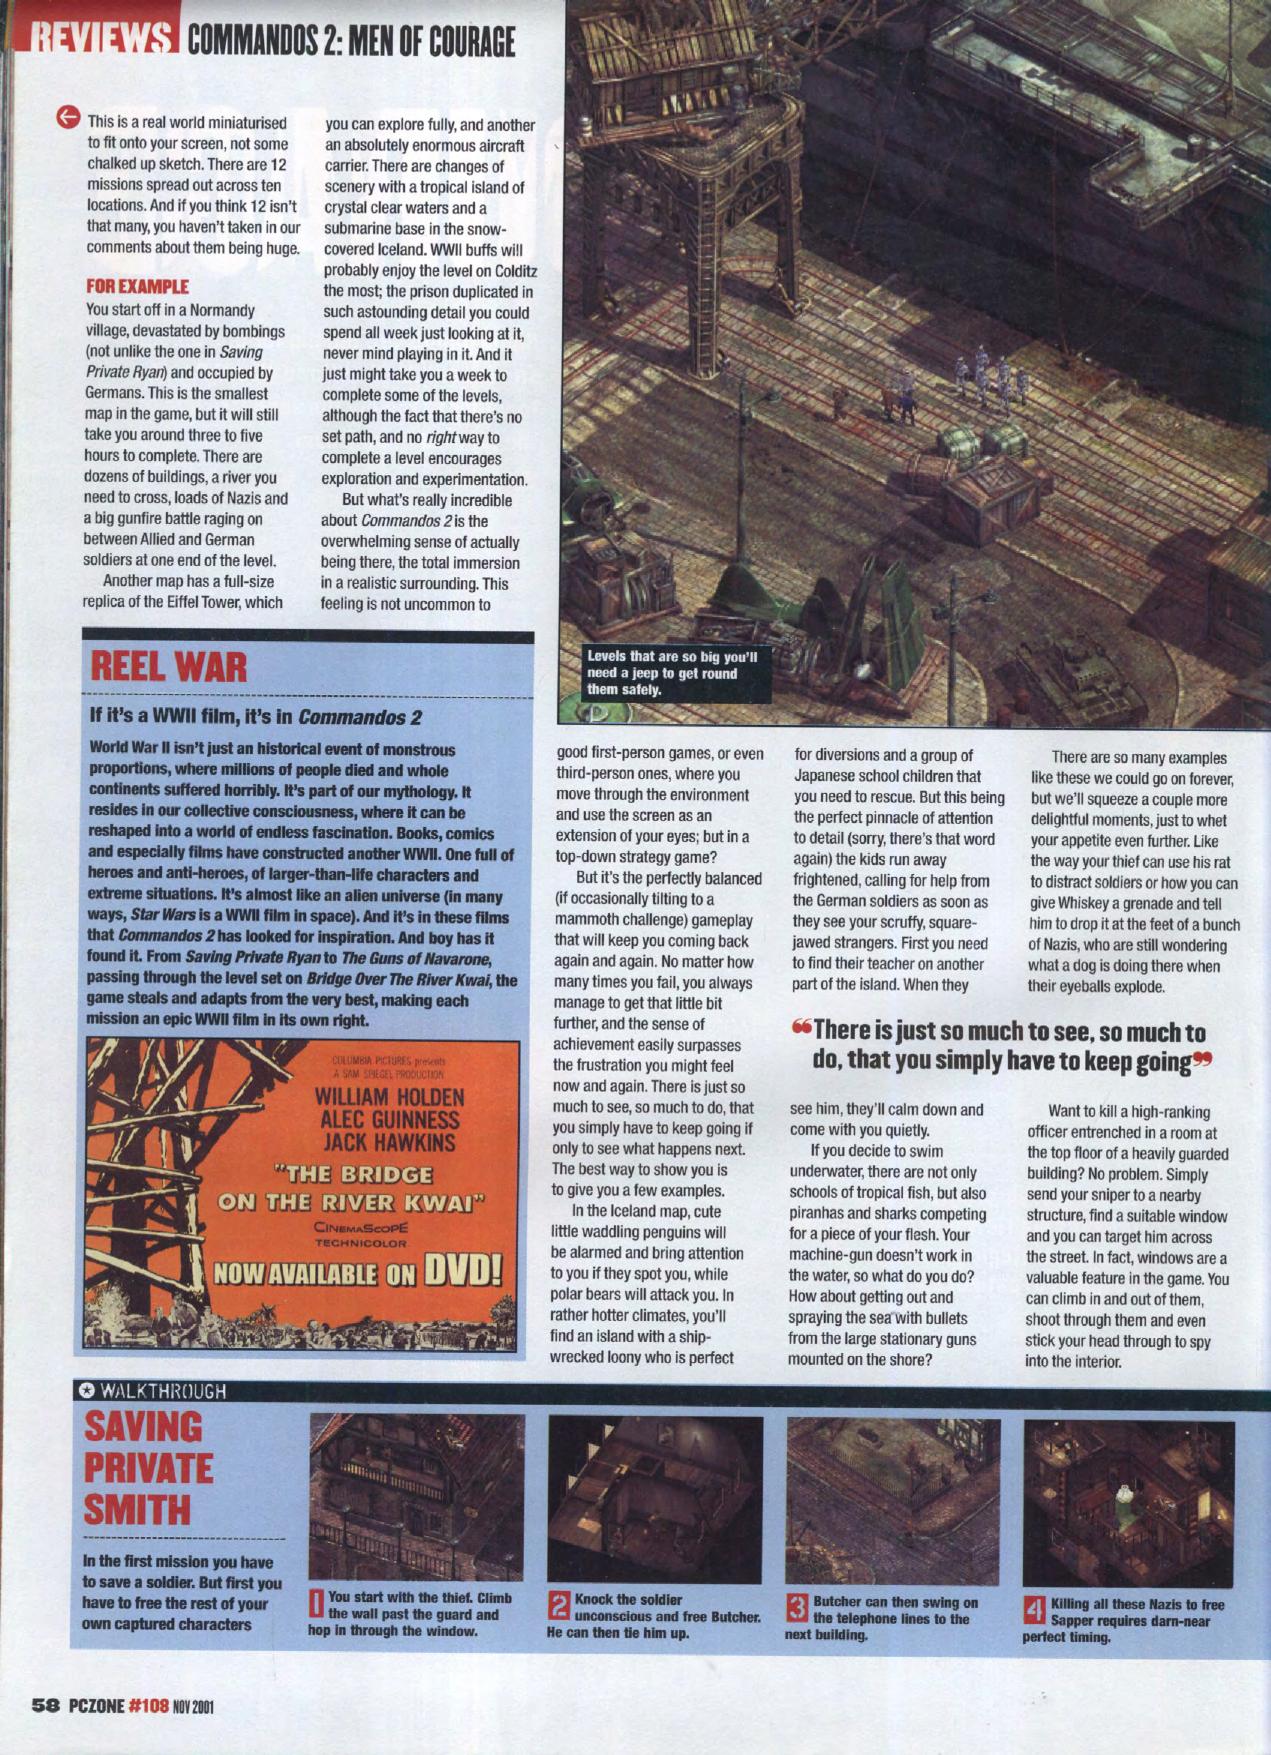 REVIEWS COMMANDOS 2: MEN OF COURAGE
This is a real world miniaturised
to fit onto your screen, not some
chalked up sketch. There are 12
missions spread out across ten
locations. And if you think 12 isn't
that many, you haven't taken in our
comments about them being huge.
FOR EXAMPLE
You start off in a Normandy
village, devastated by bombings
(not unlike the one in Saving
Private Ryan) and occupied by
Germans. This is the smallest
map in the game, but it will still
take you around three to five
hours to complete. There are
dozens of buildings, a river you
need to cross, loads of Nazis and
a big gunfire battle raging on
between Allied and German
soldiers at one end of the level.
Another map has a full-size
replica of the Eiffel Tower, which
you can explore fully, and another
an absolutely enormous aircraft
carrier. There are changes of
scenery with a tropical island of
crystal clear waters and a
submarine base in the snow-
covered Iceland. WWII buffs will
probably enjoy the level on Colditz
the most; the prison duplicated in
such astounding detail you could
spend all week just looking at it,
never mind playing in it. And it
just might take you a week to
complete some of the levels,
although the fact that there's no
set path, and no right way to
complete a level encourages
exploration and experimentation.
But what's really incredible
about Commandos 2 is the
overwhelming sense of actually
being there, the total immersion
in a realistic surrounding. This
feeling is not uncommon to
Levels that are so big you'll
need a jeep to get round
them safely.
REEL WAR
If it's a WWII film, it's in Commandos 2
World War II isn't just an historical event of monstrous
proportions, where millions of people died and whole
continents suffered horribly. It's part of our mythology. It
resides in our collective consciousness, where it can be
reshaped into a world of endless fascination. Books, comics
and especially films have constructed another WWII. One full of
heroes and anti-heroes, of larger-than-life characters and
extreme situations. It's almost like an alien universe (in many
ways, Star Wars is a WWII film in space). And it's in these films
that Commandos 2 has looked for inspiration. And boy has it
found it. From Saving Private Ryan to The Guns of Navarone,
passing through the level set on Bridge Over The River Kwai, the
game steals and adapts from the very best, making each
mission an epic WWII film in its own right.
COLUMBIA PICTURES presents
A SAM SPIEGEL PRODUCTION
WILLIAM HOLDEN
ALEC GUINNESS
JACK HAWKINS
"THE BRIDGE
ON THE RIVER KWAI"
CINEMASCOPE
TECHNICOLOR
NOW AVAILABLE ON DVD!
good first-person games, or even
third-person ones, where you
move through the environment
and use the screen as an
extension of your eyes; but in a
top-down strategy game?
But it's the perfectly balanced
(if occasionally tilting to a
mammoth challenge) gameplay
that will keep you coming back
again and again. No matter how
many times you fail, you always
manage to get that little bit
further, and the sense of
achievement easily surpasses
the frustration you might feel
now and again. There is just so
much to see, so much to do, that
you simply have to keep going if
only to see what happens next.
The best way to show you is
to give you a few examples.
In the Iceland map, cute
little waddling penguins will
be alarmed and bring attention
to you if they spot you, while
polar bears will attack you. In
rather hotter climates, you'll
find an island with a ship-
wrecked loony who is perfect
for diversions and a group of
Japanese school children that
you need to rescue. But this being
the perfect pinnacle of attention
to detail (sorry, there's that word
again) the kids run away
frightened, calling for help from
the German soldiers as soon as
they see your scruffy, square-
jawed strangers. First you need
to find their teacher on another
part of the island. When they
see him, they'll calm down and
come with you quietly.
If you decide to swim
underwater, there are not only
schools of tropical fish, but also
piranhas and sharks competing
for a piece of your flesh. Your
machine-gun doesn't work in
the water, so what do you do?
How about getting out and
spraying the sea with bullets
from the large stationary guns
mounted on the shore?
There are so many examples
like these we could go on forever,
but we'll squeeze a couple more
delightful moments, just to whet
your appetite even further. Like
the way your thief can use his rat
to distract soldiers or how you can
give Whiskey a grenade and tell
him to drop it at the feet of a bunch
of Nazis, who are still wondering
what a dog is doing there when
their eyeballs explode.
“There is just so much to see, so much to
do, that you simply have to keep going”
Want to kill a high-ranking
officer entrenched in a room at
the top floor of a heavily guarded
building? No problem. Simply
send your sniper to a nearby
structure, find a suitable window
and you can target him across
the street. In fact, windows are a
valuable feature in the game. You
can climb in and out of them,
shoot through them and even
stick your head through to spy
into the interior.
WALKTHROUGH
SAVING
PRIVATE
SMITH
In the first mission you have
to save a soldier. But first you
have to free the rest of your
own captured characters
1 You start with the thief. Climb
the wall past the guard and
hop in through the window.
2 Knock the soldier
unconscious and free Butcher.
He can then tie him up.
3 Butcher can then swing on
the telephone lines to the
next building.
4 Killing all these Nazis to free
Sapper requires darn-near
perfect timing.
58 PCZONE #108 NOV 2001